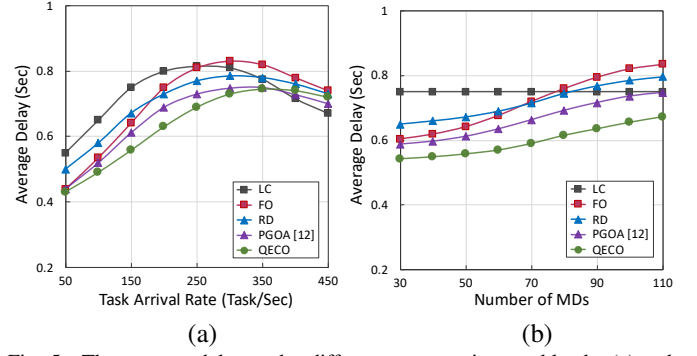 1
0.8
0.6
0.4
0.2
Average Delay (Sec)
LC
FO
RD
PGOA [12]
QECO
50 150 250 350 450
Task Arrival Rate (Task/Sec)
(a)
1
0.8
0.6
0.4
0.2
Average Delay (Sec)
LC
FO
RD
PGOA [12]
QECO
30 50 70 90 110
Number of MDs
(b)